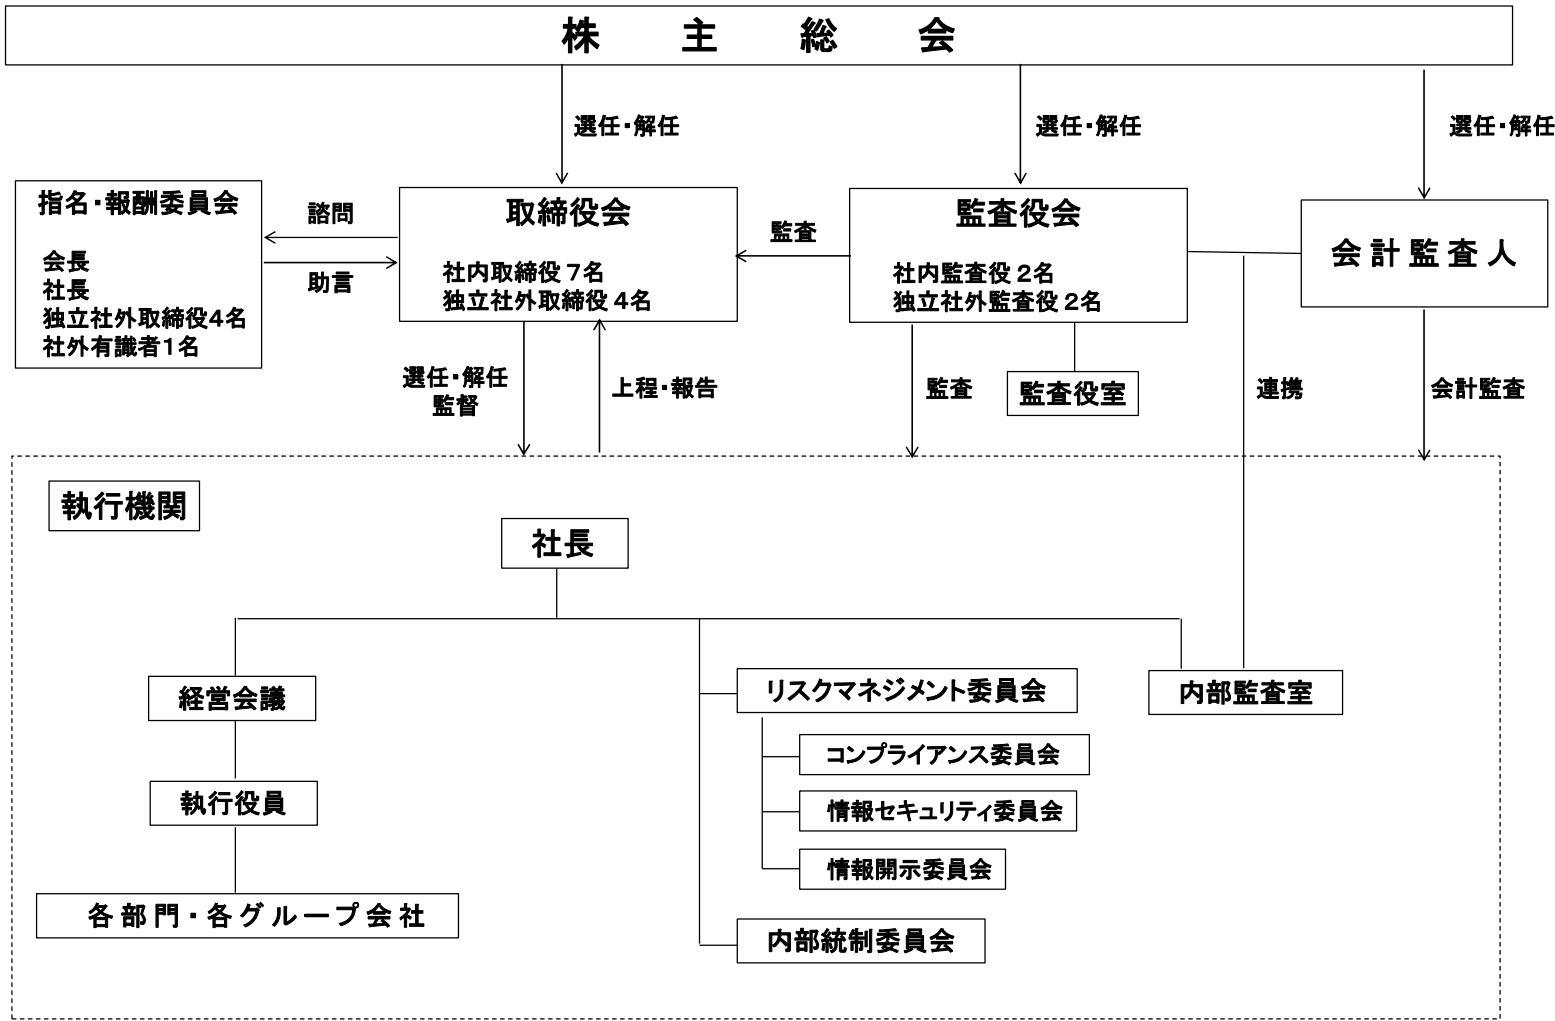 株主総会
選任・解任
選任・解任
選任・解任
指名・報酬委員会
会長
社長
独立社外取締役４名
社外有識者１名
諮問
助言
取締役会
社内取締役７名
独立社外取締役４名
監査
監査役会
社内監査役２名
独立社外監査役２名
会計監査人
選任・解任
監督
上程・報告
監査
監査役室
連携
会計監査
執行機関
社長
経営会議
執行役員
各部門・各グループ会社
リスクマネジメント委員会
コンプライアンス委員会
情報セキュリティ委員会
情報開示委員会
内部統制委員会
内部監査室